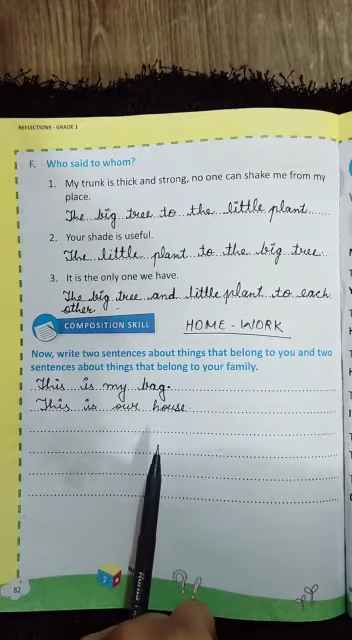 REFLECTIONS - GRADE 1
F. Who said to whom?
1. My trunk is thick and strong, no one can shake me from my
place.
The big tree to the little plant
2. Your shade is useful.
The little plant to the big tree
3. It is the only one we have.
The big tree and little plant to each
other.
COMPOSITION SKILL
HOME-WORK
Now, write two sentences about things that belong to you and two
sentences about things that belong to your family.
This is my bag.
This is our house
82